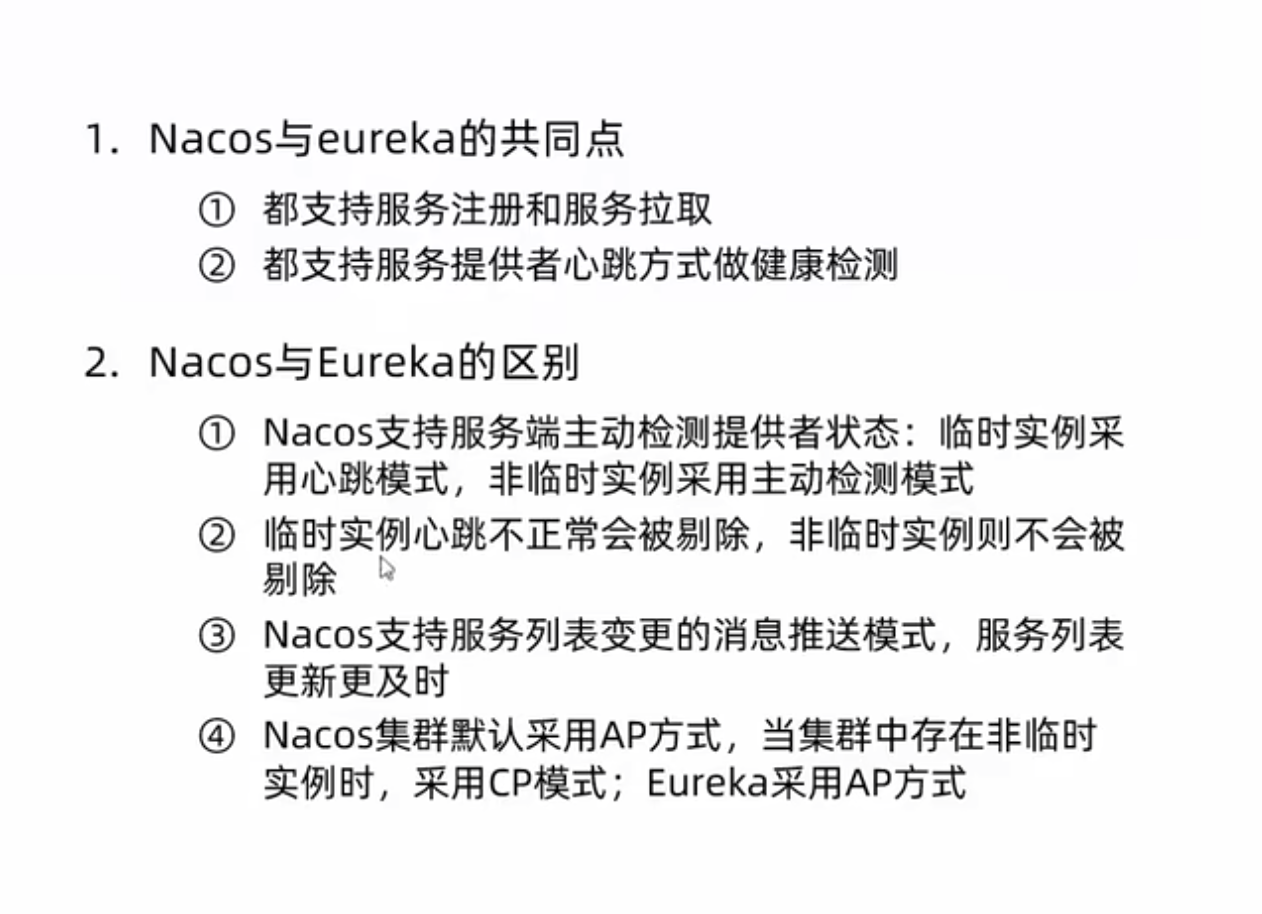 1. Nacos与eureka的共同点
① 都支持服务注册和服务拉取
② 都支持服务提供者心跳方式做健康检测
2. Nacos与Eureka的区别
① Nacos支持服务端主动检测提供者状态：临时实例采
用心跳模式，非临时实例采用主动检测模式
② 临时实例心跳不正常会被剔除，非临时实例则不会被
剔除
③ Nacos支持服务列表变更的消息推送模式，服务列表
更新更及时
④ Nacos集群默认采用AP方式，当集群中存在非临时
实例时，采用CP模式；Eureka采用AP方式